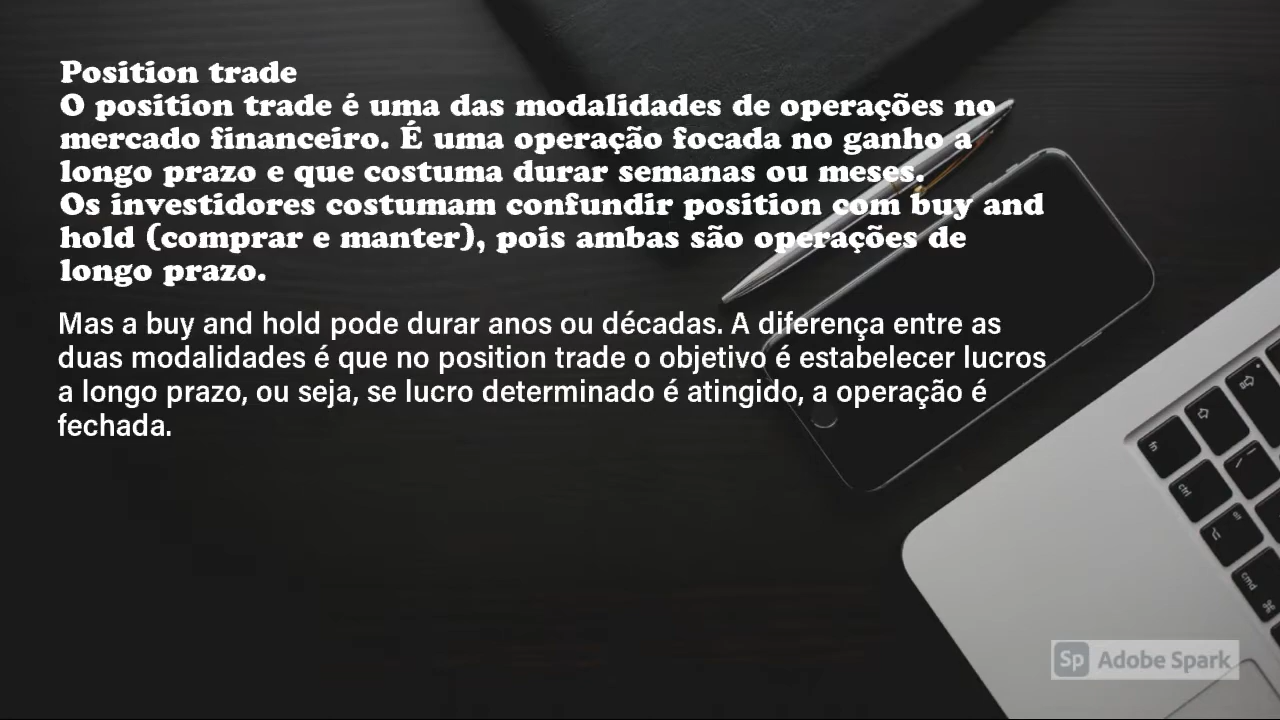 Position trade
O position trade é uma das modalidades de operações no
mercado financeiro. É uma operação focada no ganho a
longo prazo e que costuma durar semanas ou meses.
Os investidores costumam confundir position com buy and
hold (comprar e manter), pois ambas são operações de
longo prazo.
Mas a buy and hold pode durar anos ou décadas. A diferença entre as
duas modalidades é que no position trade o objetivo é estabelecer lucros
a longo prazo, ou seja, se lucro determinado é atingido, a operação é
fechada.
fn
ctrl
alt
cmd
Sp Adobe Spark